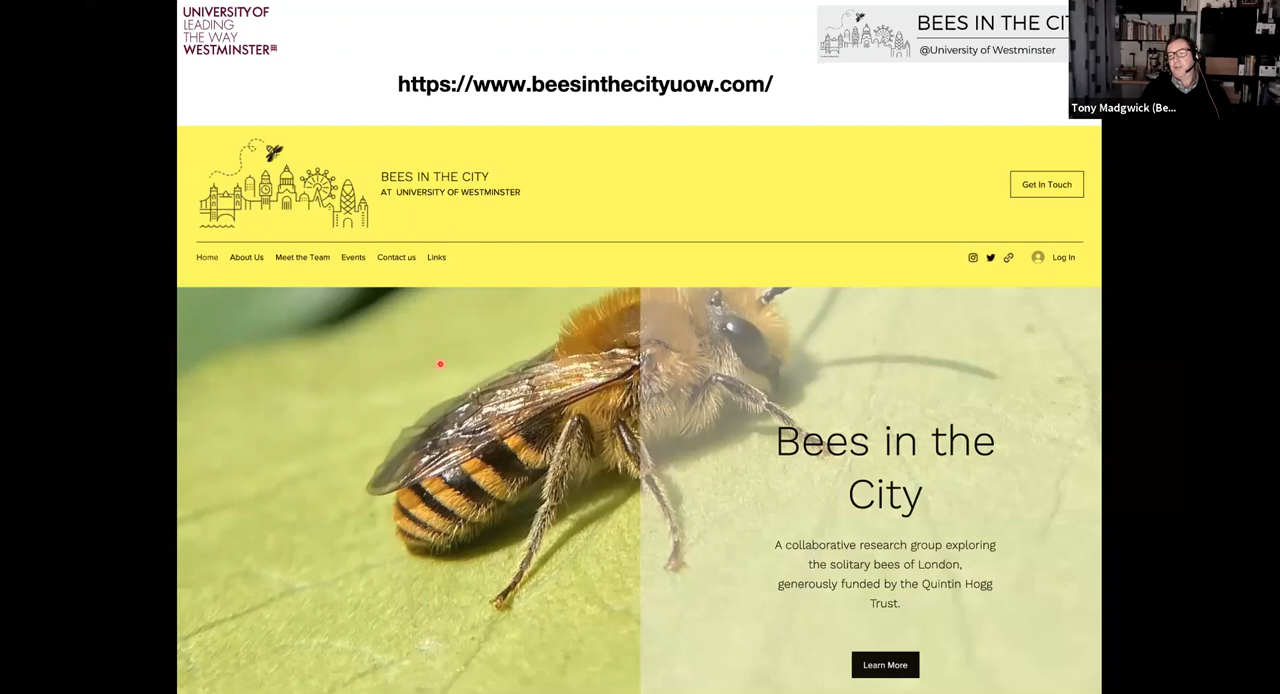 UNIVERSITY OF
LEADING
THE WAY
WESTMINSTER
BEES IN THE CIT
@University of Westminster
https://www.beesinthecityuow.com/
Tony Madgwick (Be...
BEES IN THE CITY
AT UNIVERSITY OF WESTMINSTER
Get In Touch
Home About Us Meet the Team Events Contact us Links
Log In
Bees in the
City
A collaborative research group exploring
the solitary bees of London,
generously funded by the Quintin Hogg
Trust.
Learn More